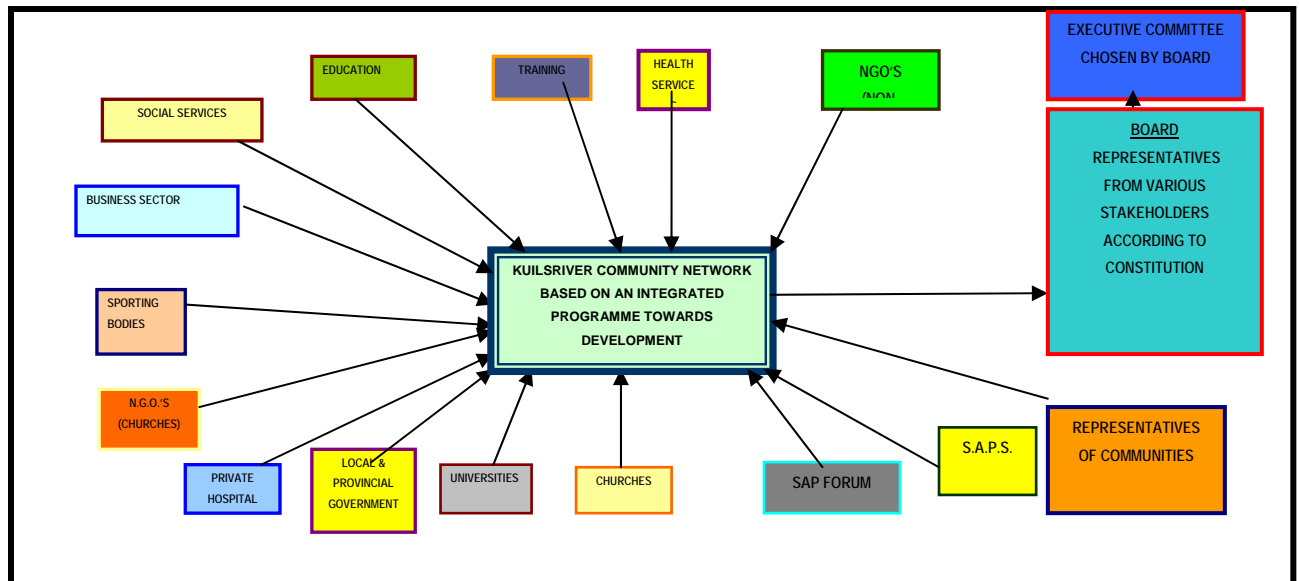 EXECUTIVE COMMITTEE
CHOSEN BY BOARD
EDUCATION
TRAINING
HEALTH
SERVICE
NGO'S
SOCIAL SERVICES
BOARD
REPRESENTATIVES
FROM VARIOUS
STAKEHOLDERS
ACCORDING TO
CONSTITUTION
BUSINESS SECTOR
KUILSRIVER COMMUNITY NETWORK
BASED ON AN INTEGRATED
PROGRAMME TOWARDS
DEVELOPMENT
SPORTING
BODIES
N.G.O.'S
(CHURCHES)
PRIVATE
HOSPITAL
LOCAL &
PROVINCIAL
GOVERNMENT
UNIVERSITIES
CHURCHES
SAP FORUM
S.A.P.S.
REPRESENTATIVES
OF COMMUNITIES